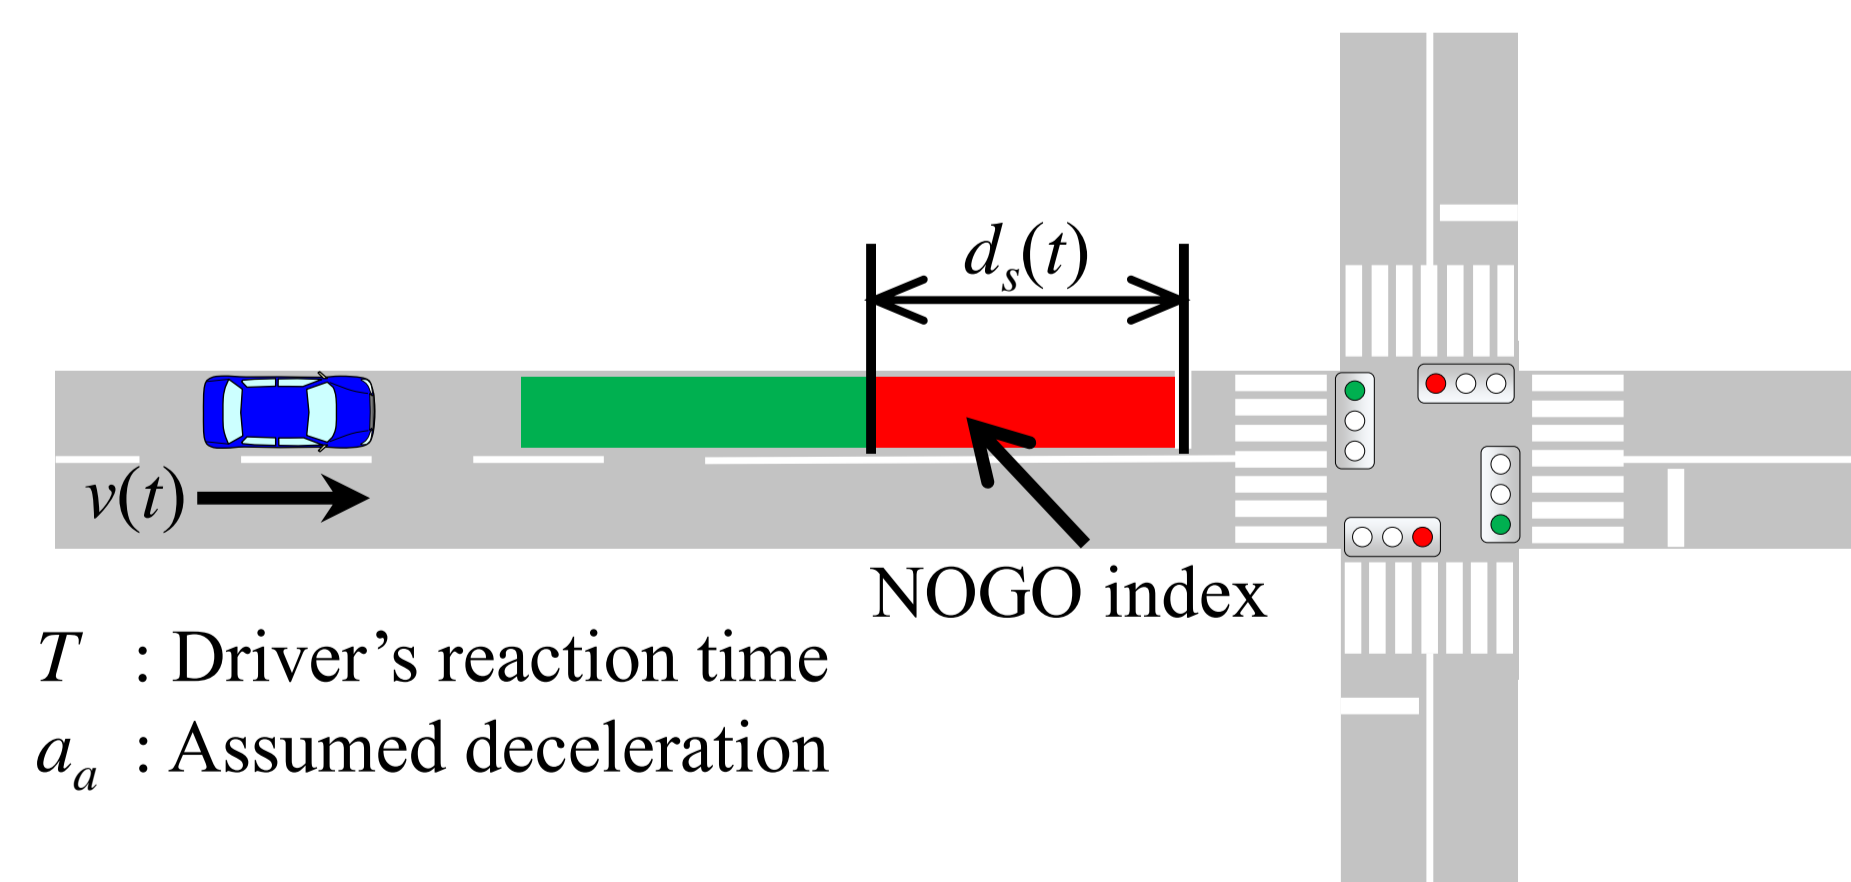 d_s(t)
v(t)
NOGO index
T : Driver’s reaction time
a_a : Assumed deceleration